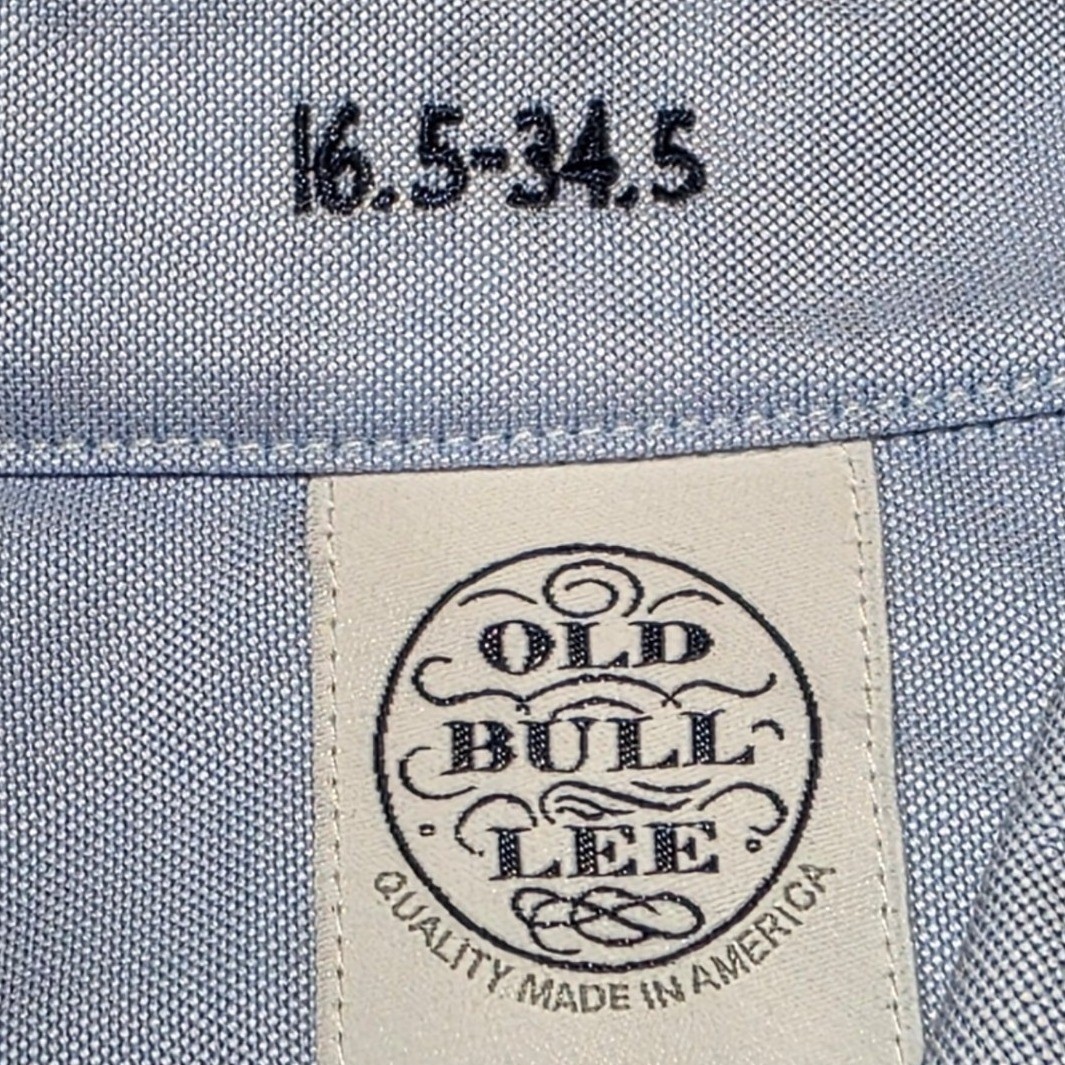 16.5-34.5
OLD
BULL
LEE
QUALITY MADE IN AMERICA